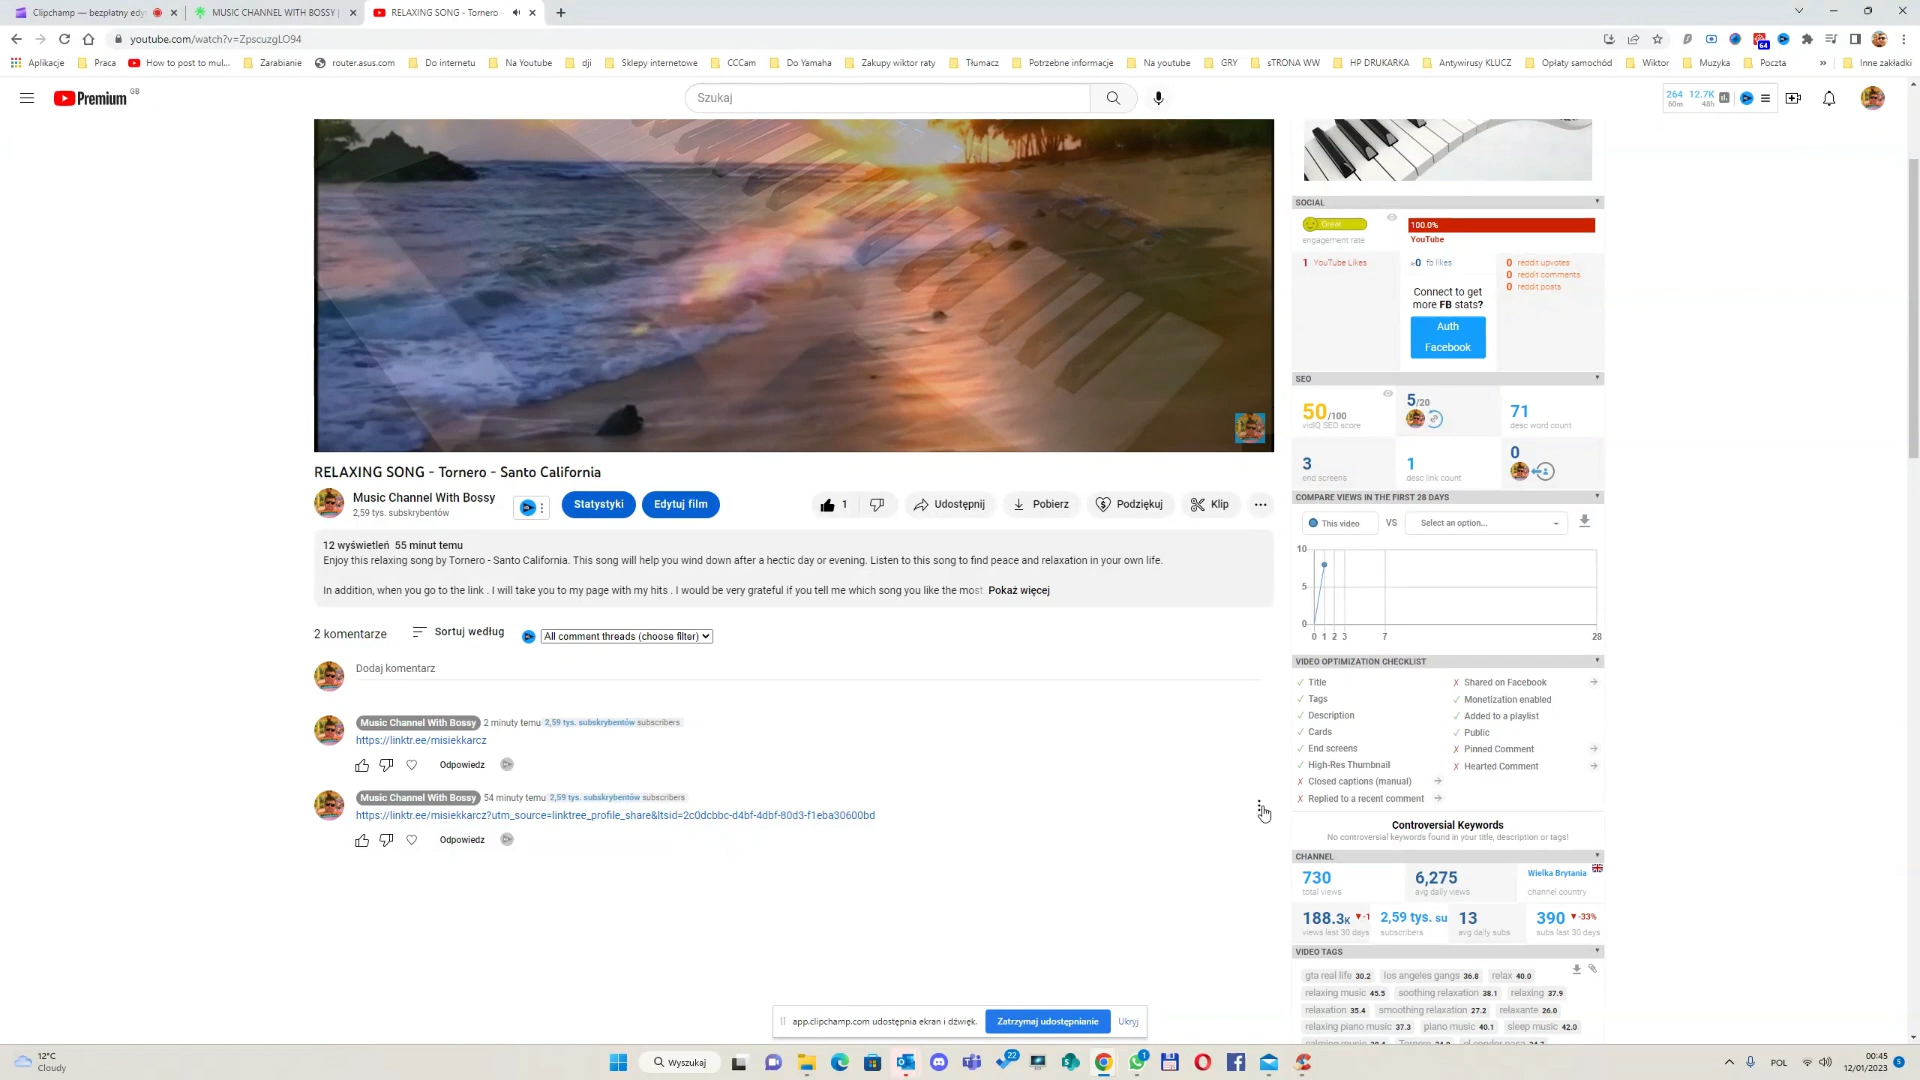 Clipchamp — bezpłatny edy
MUSIC CHANNEL WITH BOSSY |
RELAXING SONG - Tornero -
youtube.com/watch?v=ZpscuzgLO94
64
Aplikacje
Praca
How to post to mul...
Zarabianie
router.asus.com
Do internetu
Na Youtube
dji
Sklepy internetowe
CCCam
Do Yamaha
Zakupy wiktor raty
Tłumacz
Potrzebne informacje
Na youtube
GRY
sTRONA WW
HP DRUKARKA
Antywirusy KLUCZ
Opłaty samochód
Wiktor
Muzyka
Poczta
»
Inne zakładki
Premium GB
Szukaj
264 12.7K
60m 48h
SOCIAL
Great
engagement rate
100.0%
YouTube
1 YouTube Likes
0 fb likes
Connect to get
more FB stats?
Auth
Facebook
0 reddit upvotes
0 reddit comments
0 reddit posts
SEO
50/100
vidIQ SEO score
5/20
71
desc word count
3
end screens
1
desc link count
0
RELAXING SONG - Tornero - Santo California
Music Channel With Bossy
2,59 tys. subskrybentów
Statystyki
Edytuj film
1
Udostępnij
Pobierz
Podziękuj
Klip
12 wyświetleń 55 minut temu
Enjoy this relaxing song by Tornero - Santo California. This song will help you wind down after a hectic day or evening. Listen to this song to find peace and relaxation in your own life.
In addition, when you go to the link . I will take you to my page with my hits . I would be very grateful if you tell me which song you like the most. Pokaż więcej
2 komentarze
Sortuj według
All comment threads (choose filter)
Dodaj komentarz
Music Channel With Bossy 2 minuty temu 2,59 tys. subskrybentów subscribers
https://linktr.ee/misiekkarcz
Odpowiedz
Music Channel With Bossy 54 minuty temu 2,59 tys. subskrybentów subscribers
https://linktr.ee/misiekkarcz?utm_source=linktree_profile_share&ltsid=2c0dcbbc-d4bf-4dbf-80d3-f1eba30600bd
Odpowiedz
COMPARE VIEWS IN THE FIRST 28 DAYS
This video
VS
Select an option...
10
5
0
0 1 2 3 7 28
VIDEO OPTIMIZATION CHECKLIST
Title
Tags
Description
Cards
End screens
High-Res Thumbnail
Closed captions (manual)
Replied to a recent comment
Shared on Facebook
Monetization enabled
Added to a playlist
Public
Pinned Comment
Hearted Comment
Controversial Keywords
No controversial keywords found in your title, description or tags!
CHANNEL
730
total views
6,275
avg daily views
Wielka Brytania
channel country
188.3K ▼-1
views last 30 days
2,59 tys. su
subscribers
13
avg daily subs
390 ▼-33%
subs last 30 days
VIDEO TAGS
gta real life 30.2
los angeles gangs 36.8
relax 40.0
relaxing music 45.5
soothing relaxation 38.1
relaxing 37.9
relaxation 35.4
smoothing relaxation 27.2
relaxante 26.0
relaxing piano music 37.3
piano music 40.1
sleep music 42.0
app.clipchamp.com udostępnia ekran i dźwięk.
Zatrzymaj udostępnianie
Ukryj
12°C
Cloudy
Wyszukaj
22
1
POL
00:45
12/01/2023
5